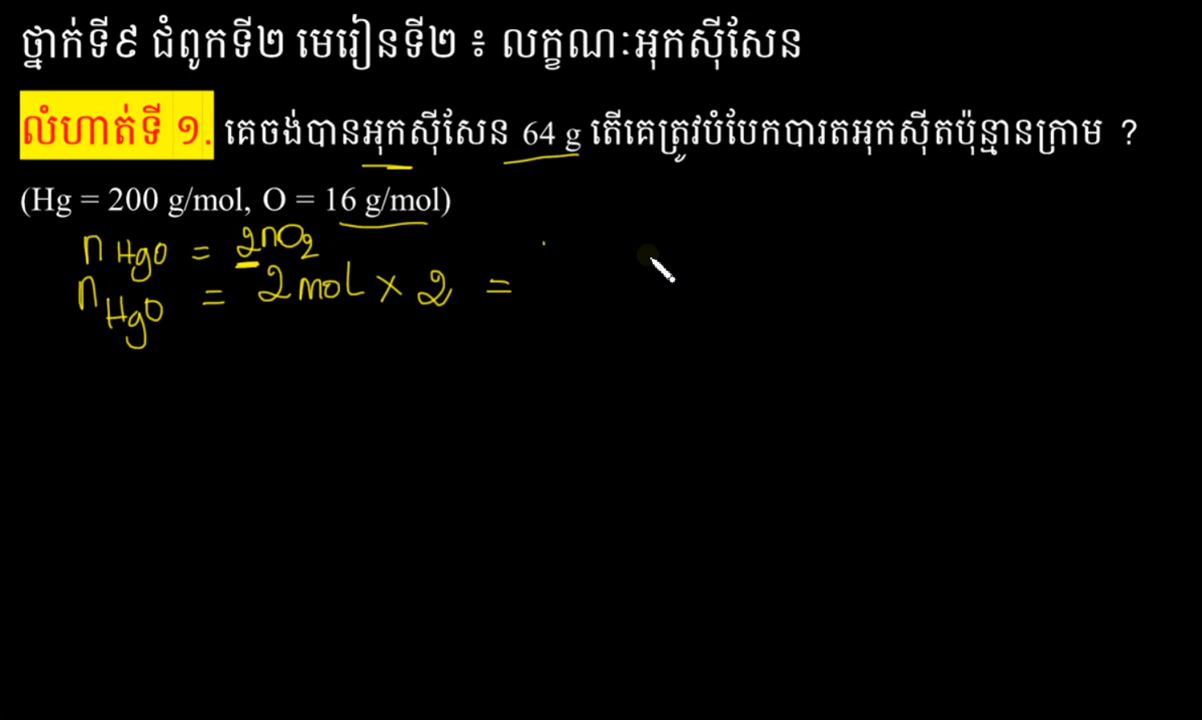 ថ្នាក់ទី៩ ជំពូកទី២ មេរៀនទី២ ៖ លក្ខណៈអុកស៊ីសែន
លំហាត់ទី ១. គេចង់បានអុកស៊ីសែន 64 g តើគេត្រូវបំបែកបារតអុកស៊ីតប៉ុន្មានក្រាម ?
(Hg = 200 g/mol, O = 16 g/mol)
n HgO = 2nO₂
n HgO = 2mol × 2 =